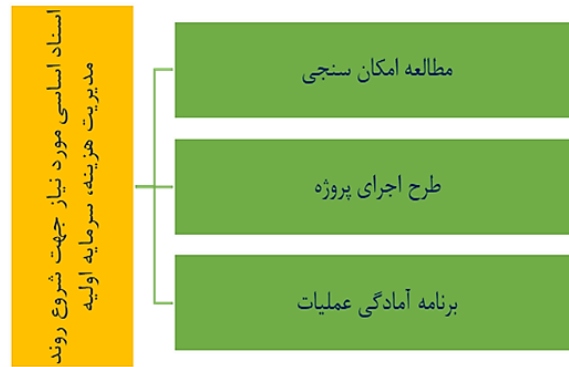 اسناد اساسی مورد نیاز جهت شروع روند
مدیریت هزینه، سرمایه اولیه
مطالعه امکان سنجی
طرح اجرای پروژه
برنامه آمادگی عملیات